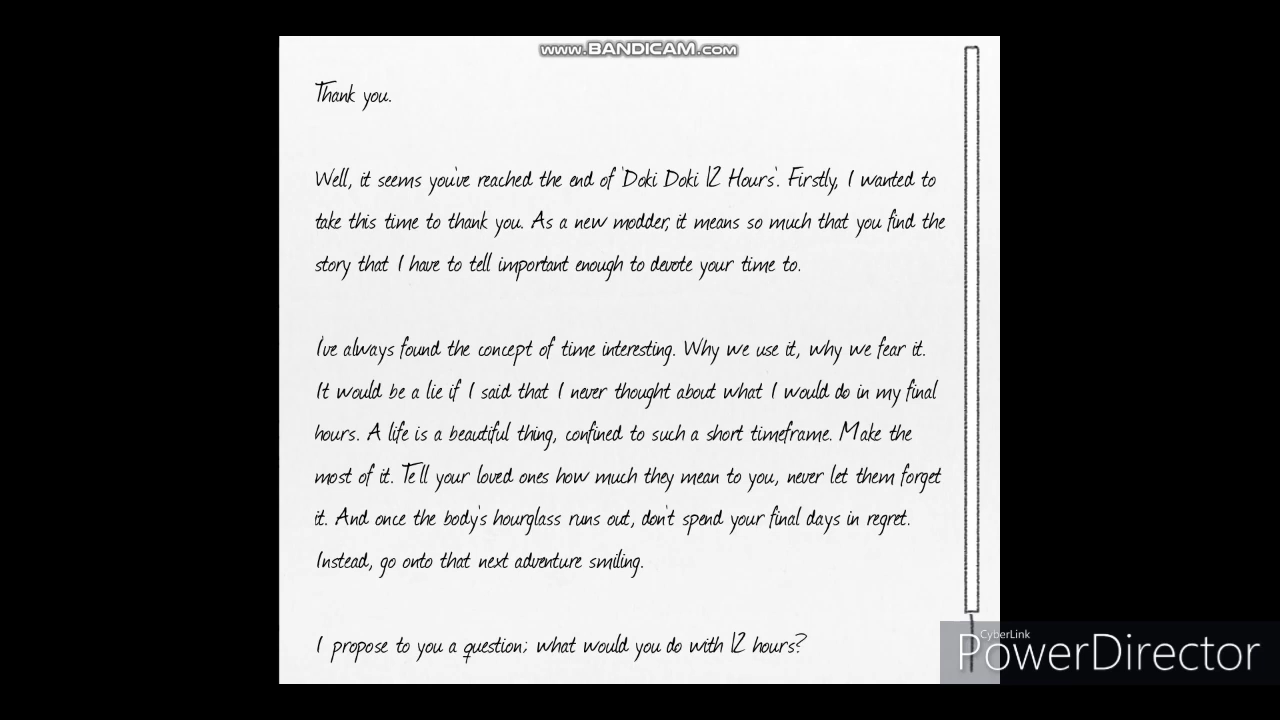 www.BANDICAM.com
Thank you.
Well, it seems you've reached the end of 'Doki Doki 12 Hours'. Firstly, I wanted to
take this time to thank you. As a new modder, it means so much that you find the
story that I have to tell important enough to devote your time to.
I've always found the concept of time interesting. Why we use it, why we fear it.
It would be a lie if I said that I never thought about what I would do in my final
hours. A life is a beautiful thing, confined to such a short timeframe. Make the
most of it. Tell your loved ones how much they mean to you, never let them forget
it. And once the body's hourglass runs out, don't spend your final days in regret.
Instead, go onto that next adventure smiling.
I propose to you a question; what would you do with 12 hours?
CyberLink
PowerDirector